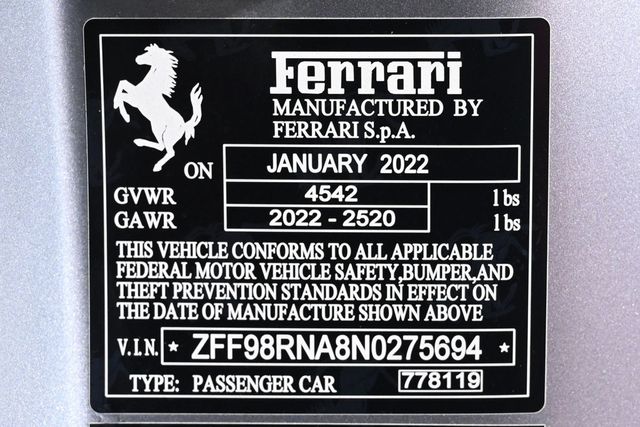 Ferrari
MANUFACTURED BY
FERRARI S.p.A.
ON JANUARY 2022
GVWR 4542 lbs
GAWR 2022 - 2520 lbs
THIS VEHICLE CONFORMS TO ALL APPLICABLE
FEDERAL MOTOR VEHICLE SAFETY,BUMPER,AND
THEFT PREVENTION STANDARDS IN EFFECT ON
THE DATE OF MANUFACTURE SHOWN ABOVE
V.I.N. * ZFF98RNA8N0275694 *
TYPE: PASSENGER CAR 778119